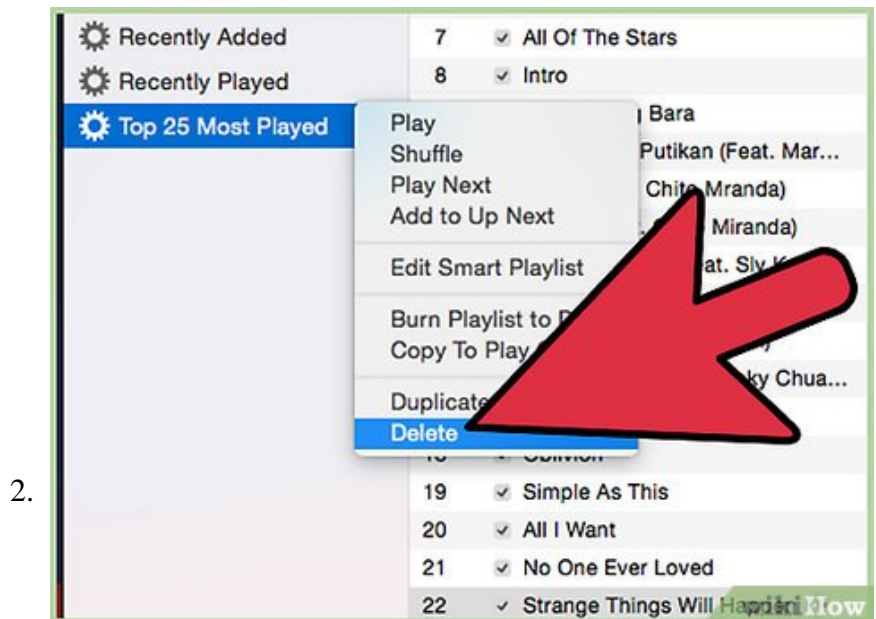 Recently Added
Recently Played
Top 25 Most Played
7 All Of The Stars
8 Intro
Bara
Putikan (Feat. Mar...
Chito Mranda)
Miranda)
Play
Shuffle
Play Next
Add to Up Next
Edit Smart Playlist
Burn Playlist to
Copy To Play
Duplicate
Delete
ky Chua...
2.
19 Simple As This
20 All I Want
21 No One Ever Loved
22 Strange Things Will
wikiHow